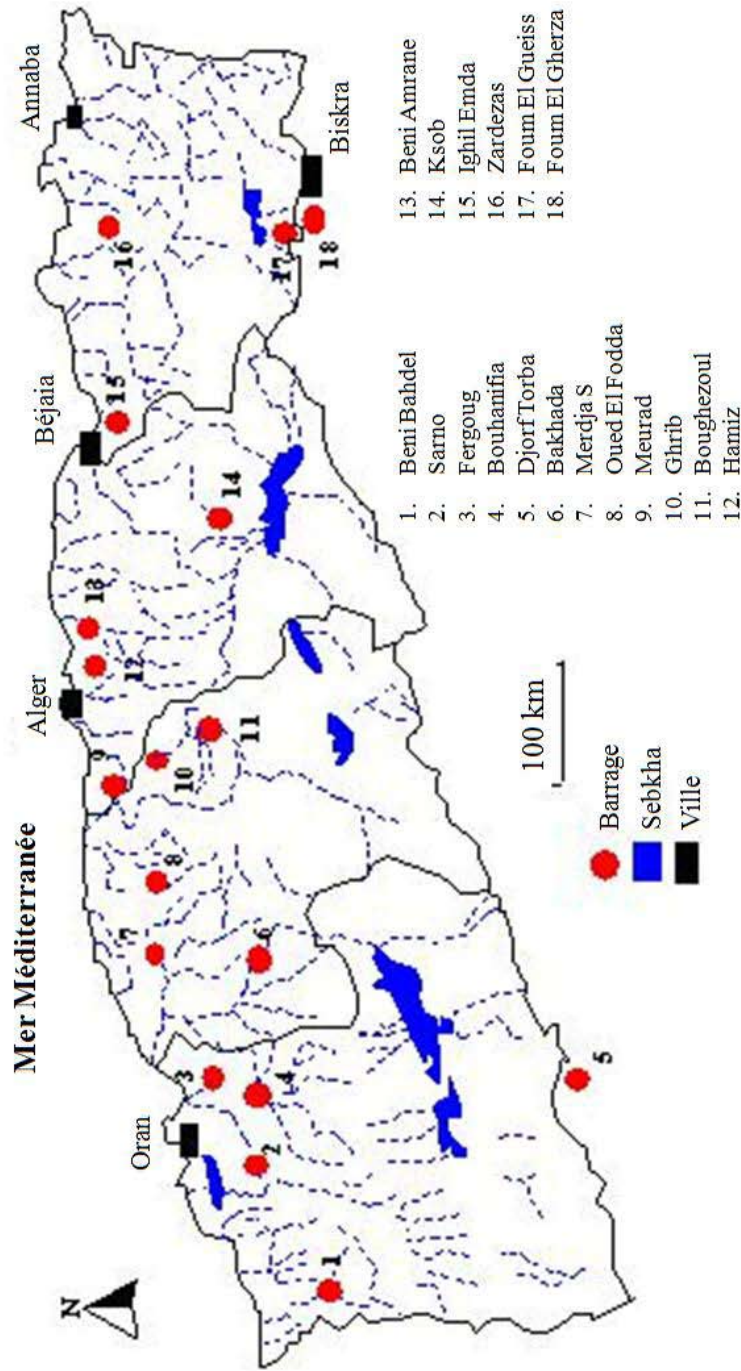 Mer Méditerranée
N
Oran
Alger
Béjaia
Annaba
Biskra
1
2
3
4
5
6
7
8
9
10
11
12
13
14
15
16
17
18
100 km
Barrage
Sebkha
Ville
1. Beni Bahdel
2. Sarno
3. Fergoug
4. Bouhanifia
5. Djorf Torba
6. Bakhada
7. Merdja S
8. Oued El Fodda
9. Meurad
10. Ghrib
11. Boughezoul
12. Hamiz
13. Beni Amrane
14. Ksob
15. Ighil Emda
16. Zardezas
17. Foum El Gueiss
18. Foum El Gherza